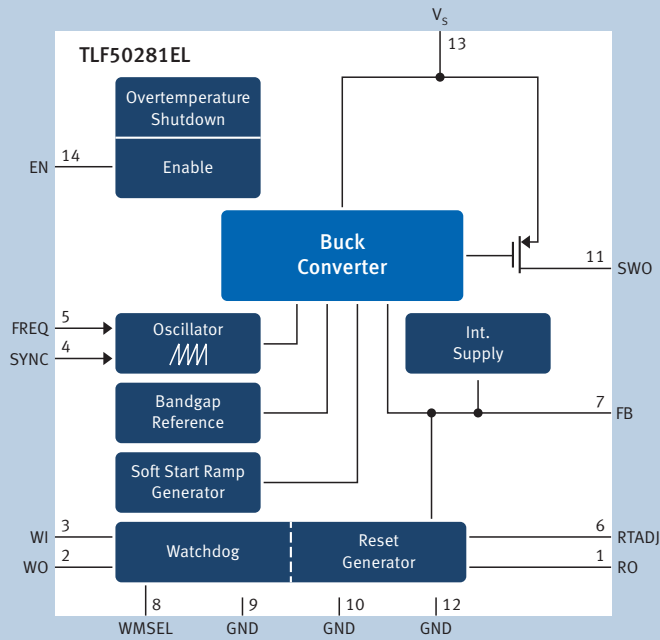 V_S
13
TLF50281EL
Overtemperature
Shutdown
14
EN
Enable
Buck
Converter
11
SWO
5
FREQ
4
SYNC
Oscillator
Int.
Supply
Bandgap
Reference
7
FB
Soft Start Ramp
Generator
3
WI
2
WO
Watchdog
Reset
Generator
6
RTADJ
1
RO
8
9
10
12
WMSEL
GND
GND
GND